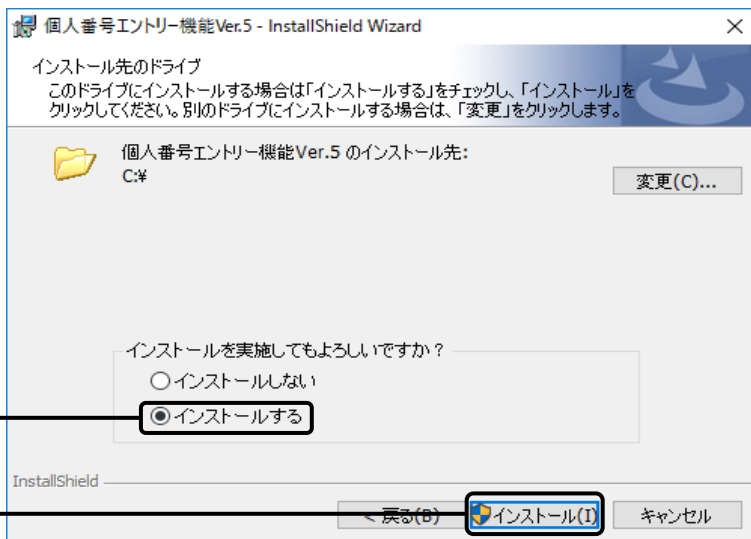 個人番号エントリー機能Ver.5 - InstallShield Wizard
インストール先のドライブ
このドライブにインストールする場合は「インストールする」をチェックし、「インストール」を
クリックしてください。別のドライブにインストールする場合は、「変更」をクリックします。
個人番号エントリー機能Ver.5 のインストール先:
C:¥
変更(C)...
インストールを実施してもよろしいですか?
インストールしない
インストールする
InstallShield
< 戻る(B)
インストール(I)
キャンセル